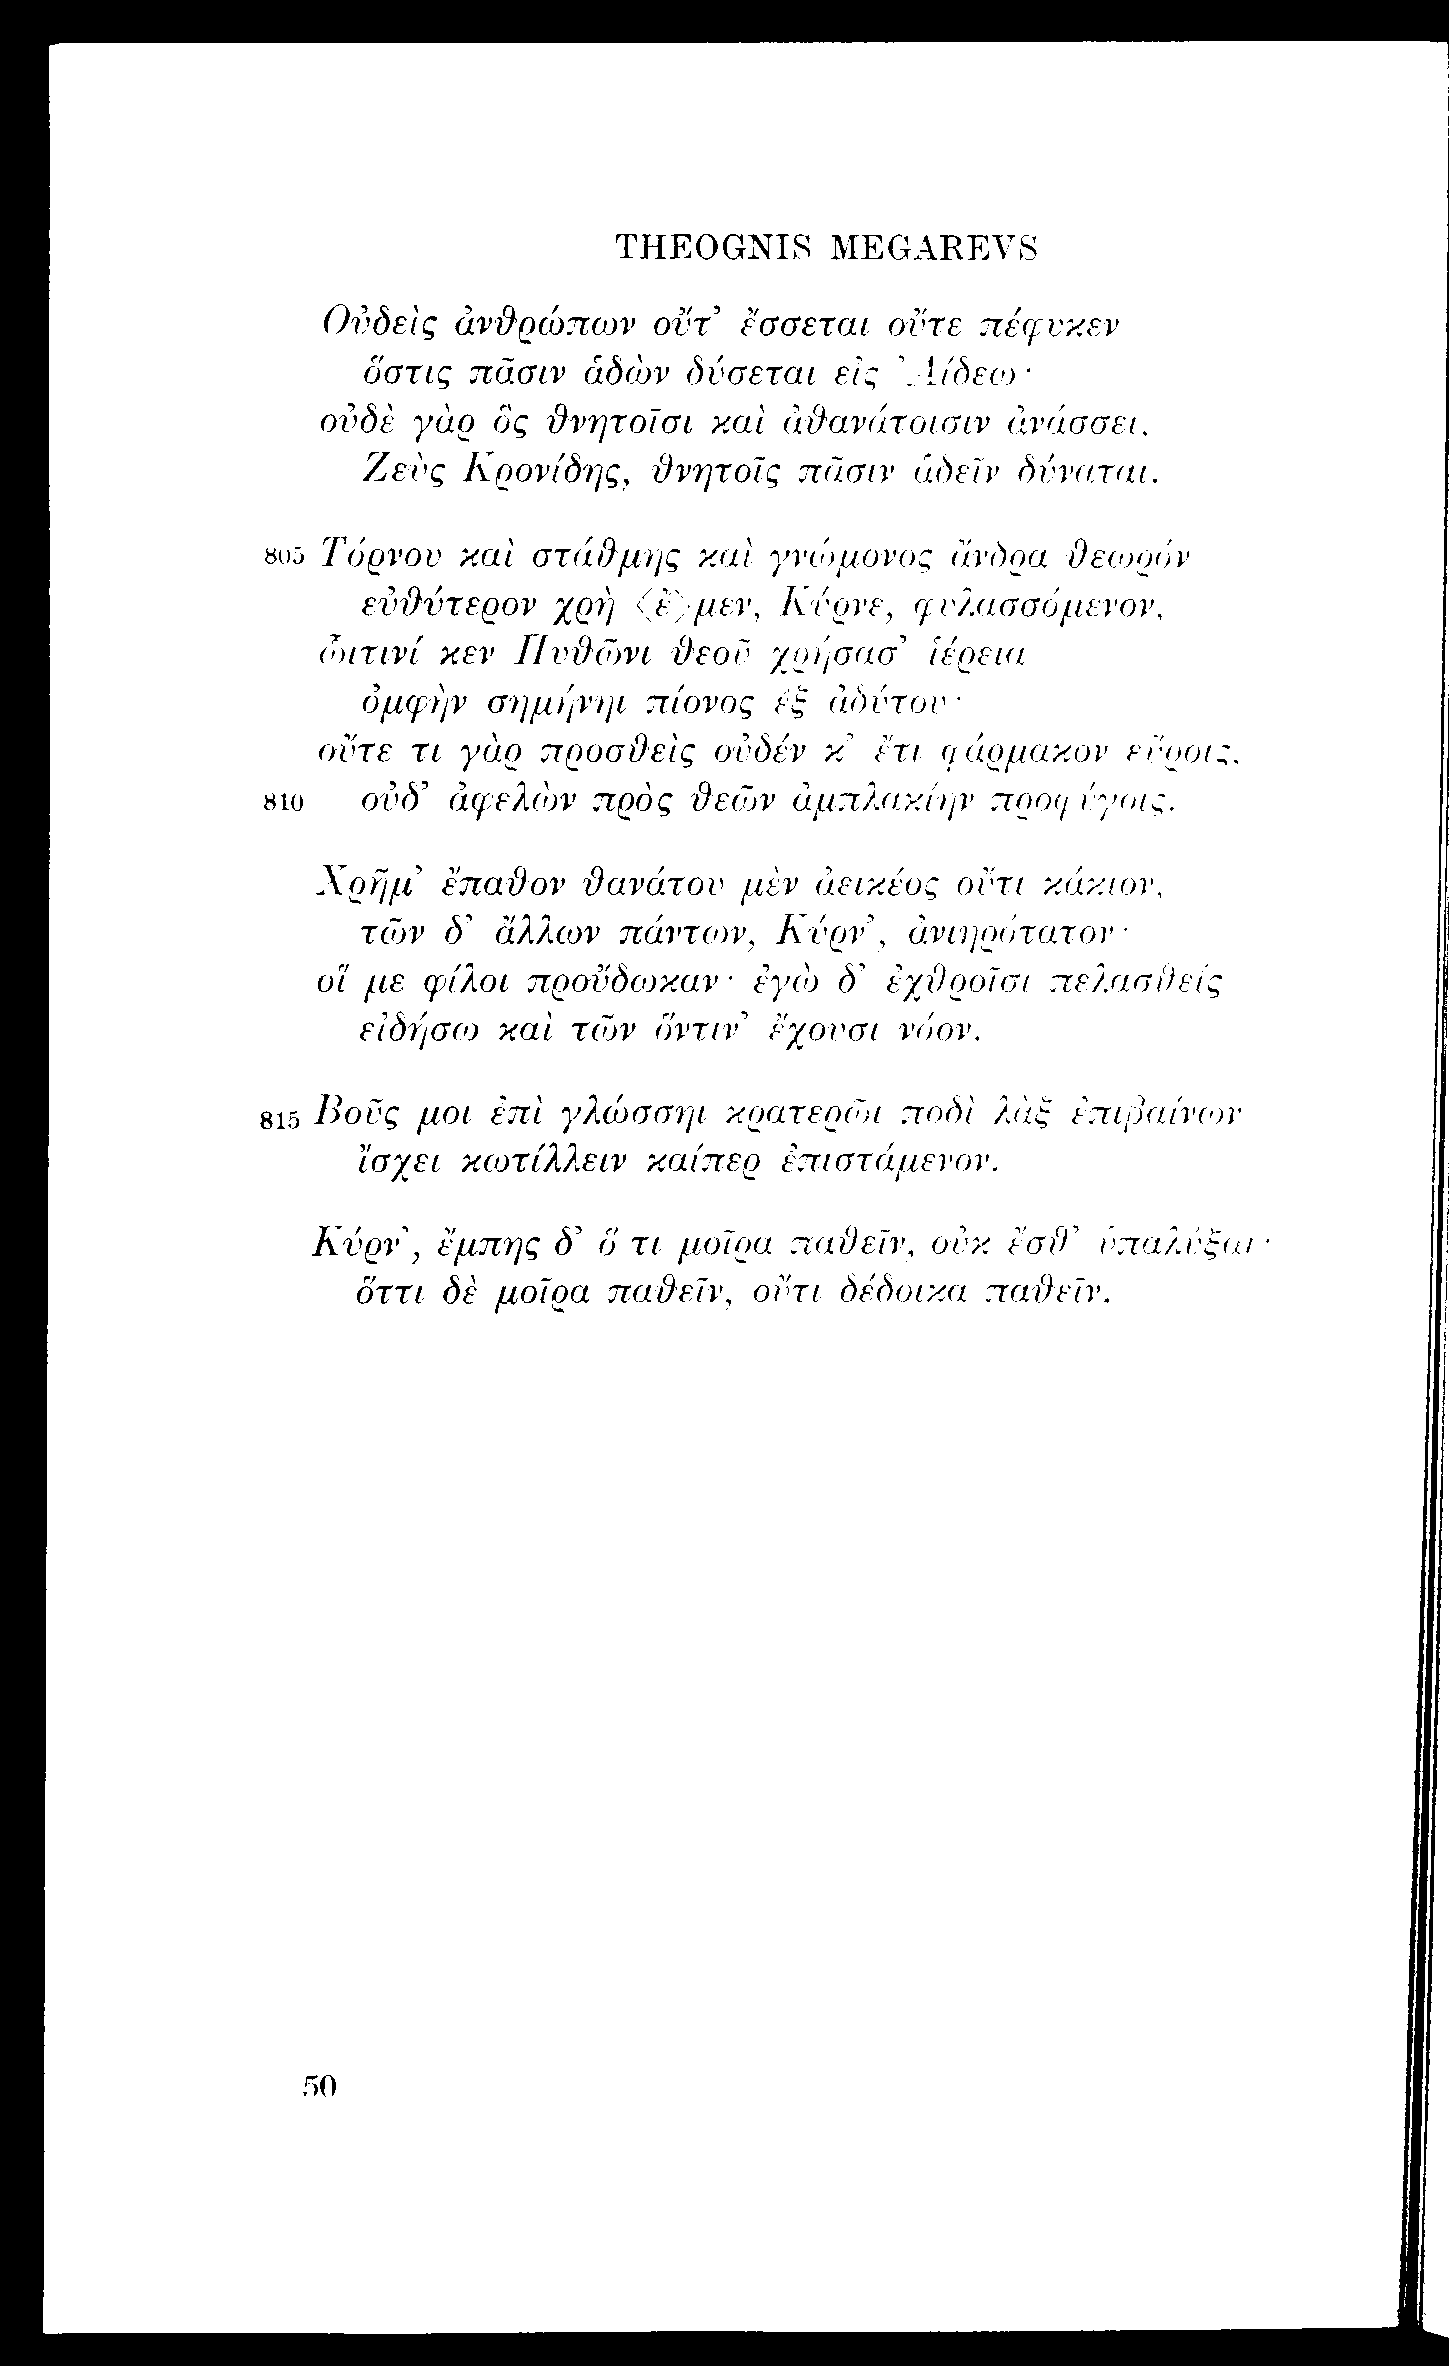 THEOGNIS MEGAREVS
Οὐδεὶς ἀνθρώπων οὔτ’ ἔσσεται οὔτε πέφυκεν
ὅστις πᾶσιν ἁδὼν δύσεται εἰς Ἀίδεω·
οὐδὲ γὰρ ὃς θνητοῖσι καὶ ἀθανάτοισιν ἀνάσσει,
Ζεὺς Κρονίδης, θνητοῖς πᾶσιν ἁδεῖν δύναται.
805 Τόρνου καὶ στάθμης καὶ γνώμονος ἄνδρα θεωρόν
εὐθύτερον χρὴ <ἔ>μεν, Κύρνε, φυλασσόμενον,
ὧιτινί κεν Πυθῶνι θεοῦ χρήσασ’ ἱέρεια
ὀμφὴν σημήνηι πίονος ἐξ ἀδύτου·
οὔτε τι γὰρ προσθεὶς οὐδέν κ’ ἔτι φάρμακον εὕροις,
810 οὐδ’ ἀφελὼν πρὸς θεῶν ἀμπλακίην προφύγοις.
Χρῆμ’ ἔπαθον θανάτου μὲν ἀεικέος οὔτι κάκιον,
τῶν δ’ ἄλλων πάντων, Κύρν’, ἀνιηρότατον·
οἵ με φίλοι προὔδωκαν· ἐγὼ δ’ ἐχθροῖσι πελασθείς
εἰδήσω καὶ τῶν ὅντιν’ ἔχουσι νόον.
815 Βοῦς μοι ἐπὶ γλώσσηι κρατερῶι ποδὶ λὰξ ἐπιβαίνων
ἴσχει κωτίλλειν καίπερ ἐπιστάμενον.
Κύρν’, ἔμπης δ’ ὅ τι μοῖρα παθεῖν, οὐκ ἔσθ’ ὑπαλύξαι·
ὅττι δὲ μοῖρα παθεῖν, οὔτι δέδοικα παθεῖν.
50